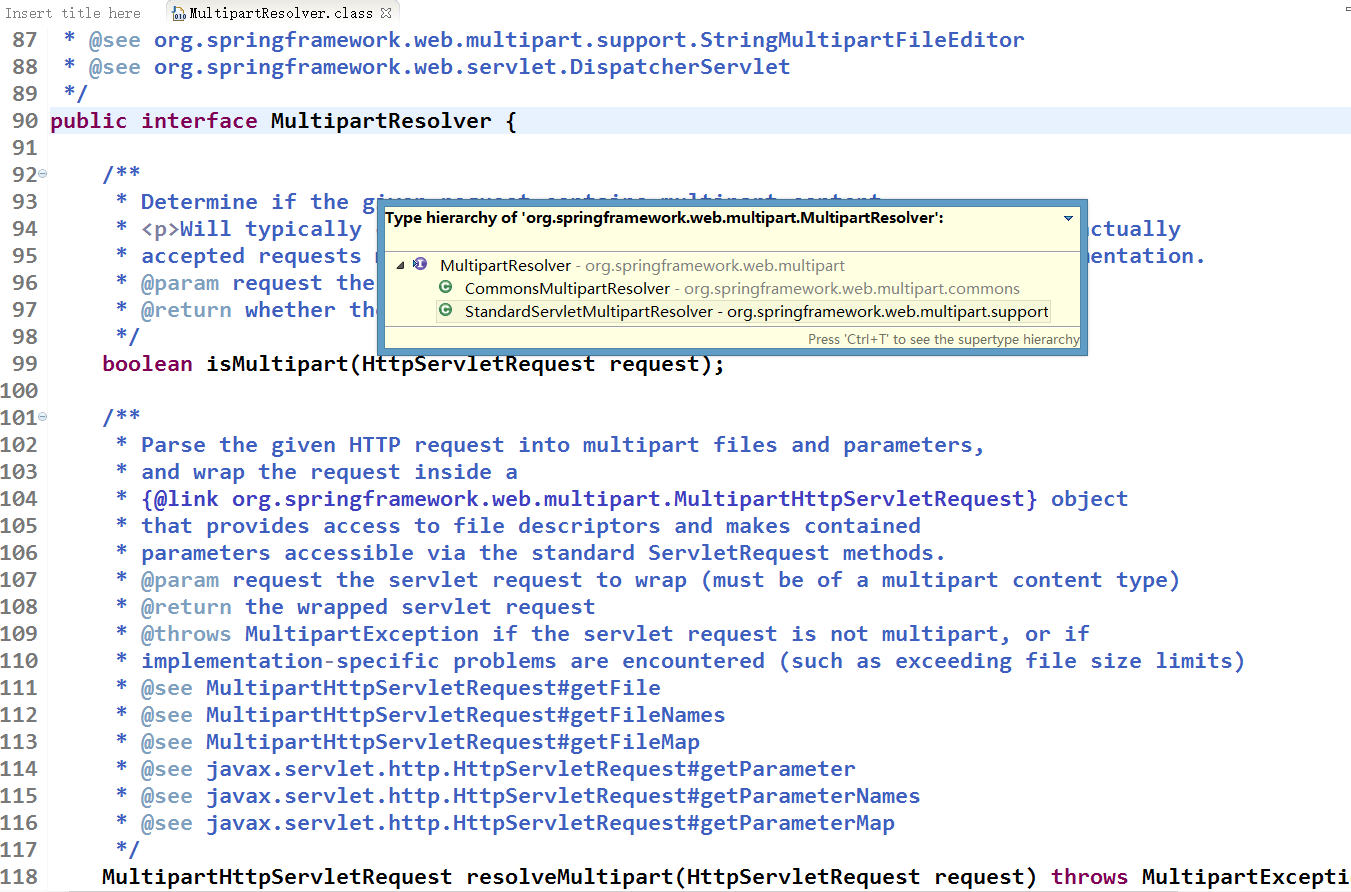 Insert title here MultipartResolver.class
87 * @see org.springframework.web.multipart.support.StringMultipartFileEditor
88 * @see org.springframework.web.servlet.DispatcherServlet
89 */
90 public interface MultipartResolver {
91
92 /**
93 * Determine if the given request contains multipart content
94 * <p>Will typically ctually
95 * accepted requests mentation.
96 * @param request the
97 * @return whether the
98 */
Type hierarchy of 'org.springframework.web.multipart.MultipartResolver':
MultipartResolver - org.springframework.web.multipart
CommonsMultipartResolver - org.springframework.web.multipart.commons
StandardServletMultipartResolver - org.springframework.web.multipart.support
Press 'Ctrl+T' to see the supertype hierarchy
99 boolean isMultipart(HttpServletRequest request);
100
101 /**
102 * Parse the given HTTP request into multipart files and parameters,
103 * and wrap the request inside a
104 * {@link org.springframework.web.multipart.MultipartHttpServletRequest} object
105 * that provides access to file descriptors and makes contained
106 * parameters accessible via the standard ServletRequest methods.
107 * @param request the servlet request to wrap (must be of a multipart content type)
108 * @return the wrapped servlet request
109 * @throws MultipartException if the servlet request is not multipart, or if
110 * implementation-specific problems are encountered (such as exceeding file size limits)
111 * @see MultipartHttpServletRequest#getFile
112 * @see MultipartHttpServletRequest#getFileNames
113 * @see MultipartHttpServletRequest#getFileMap
114 * @see javax.servlet.http.HttpServletRequest#getParameter
115 * @see javax.servlet.http.HttpServletRequest#getParameterNames
116 * @see javax.servlet.http.HttpServletRequest#getParameterMap
117 */
118 MultipartHttpServletRequest resolveMultipart(HttpServletRequest request) throws MultipartExcepti